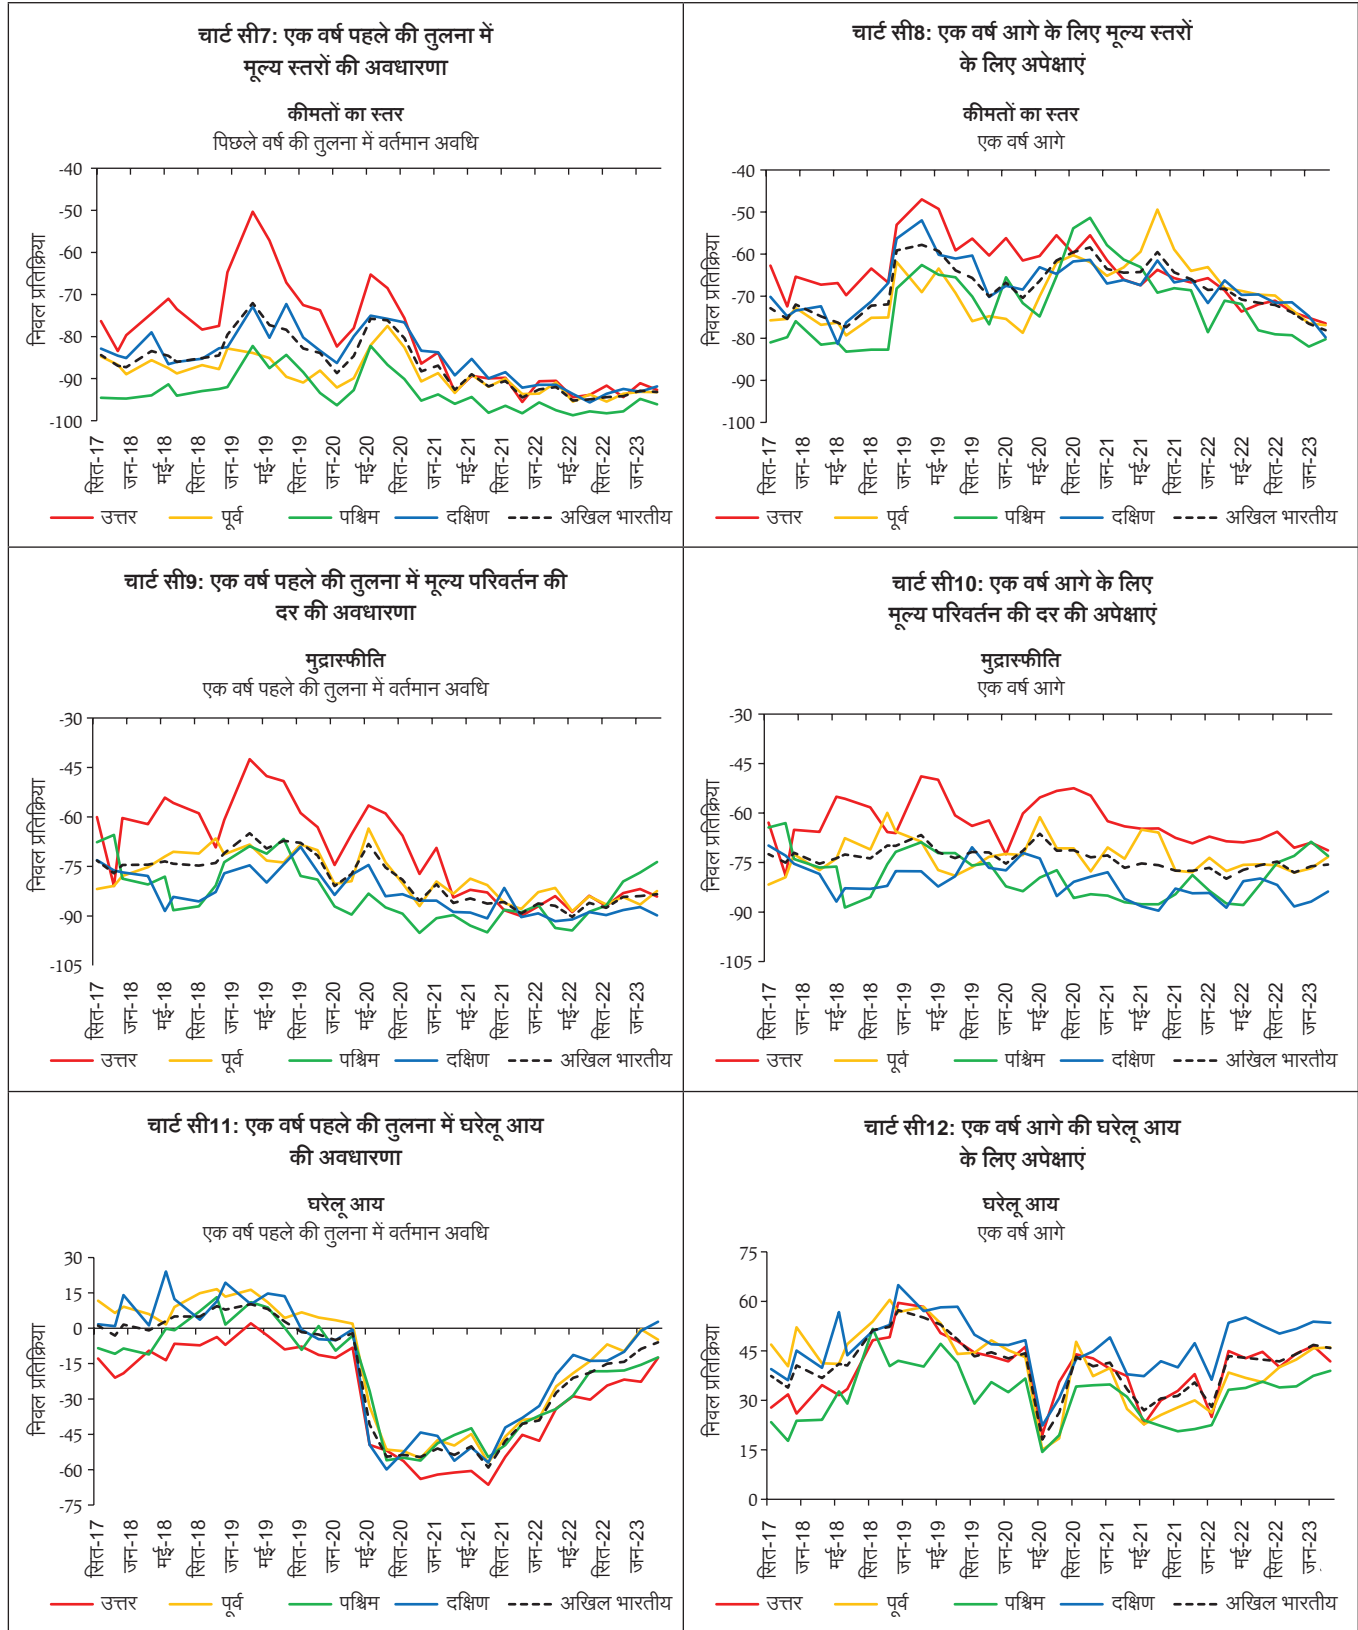 चार्ट सी7: एक वर्ष पहले की तुलना में
मूल्य स्तरों की अवधारणा
कीमतों का स्तर
पिछले वर्ष की तुलना में वर्तमान अवधि
निवल प्रतिक्रिया
-40
-50
-60
-70
-80
-90
-100
सित-17 जन-18 मई-18 सित-18 जन-19 मई-19 सित-19 जन-20 मई-20 सित-20 जन-21 मई-21 सित-21 जन-22 मई-22 सित-22 जन-23
उत्तर पूर्व पश्चिम दक्षिण अखिल भारतीय
चार्ट सी8: एक वर्ष आगे के लिए मूल्य स्तरों
के लिए अपेक्षाएं
कीमतों का स्तर
एक वर्ष आगे
निवल प्रतिक्रिया
-40
-50
-60
-70
-80
-90
-100
सित-17 जन-18 मई-18 सित-18 जन-19 मई-19 सित-19 जन-20 मई-20 सित-20 जन-21 मई-21 सित-21 जन-22 मई-22 सित-22 जन-23
उत्तर पूर्व पश्चिम दक्षिण अखिल भारतीय
चार्ट सी9: एक वर्ष पहले की तुलना में मूल्य परिवर्तन की
दर की अवधारणा
मुद्रास्फीति
एक वर्ष पहले की तुलना में वर्तमान अवधि
निवल प्रतिक्रिया
-30
-45
-60
-75
-90
-105
सित-17 जन-18 मई-18 सित-18 जन-19 मई-19 सित-19 जन-20 मई-20 सित-20 जन-21 मई-21 सित-21 जन-22 मई-22 सित-22 जन-23
उत्तर पूर्व पश्चिम दक्षिण अखिल भारतीय
चार्ट सी10: एक वर्ष आगे के लिए
मूल्य परिवर्तन की दर की अपेक्षाएं
मुद्रास्फीति
एक वर्ष आगे
निवल प्रतिक्रिया
-30
-45
-60
-75
-90
-105
सित-17 जन-18 मई-18 सित-18 जन-19 मई-19 सित-19 जन-20 मई-20 सित-20 जन-21 मई-21 सित-21 जन-22 मई-22 सित-22 जन-23
उत्तर पूर्व पश्चिम दक्षिण अखिल भारतीय
चार्ट सी11: एक वर्ष पहले की तुलना में घरेलू आय
की अवधारणा
घरेलू आय
एक वर्ष पहले की तुलना में वर्तमान अवधि
निवल प्रतिक्रिया
30
15
0
-15
-30
-45
-60
-75
सित-17 जन-18 मई-18 सित-18 जन-19 मई-19 सित-19 जन-20 मई-20 सित-20 जन-21 मई-21 सित-21 जन-22 मई-22 सित-22 जन-23
उत्तर पूर्व पश्चिम दक्षिण अखिल भारतीय
चार्ट सी12: एक वर्ष आगे की घरेलू आय
के लिए अपेक्षाएं
घरेलू आय
एक वर्ष आगे
निवल प्रतिक्रिया
75
60
45
30
15
0
सित-17 जन-18 मई-18 सित-18 जन-19 मई-19 सित-19 जन-20 मई-20 सित-20 जन-21 मई-21 सित-21 जन-22 मई-22 सित-22 जन-23
उत्तर पूर्व पश्चिम दक्षिण अखिल भारतीय